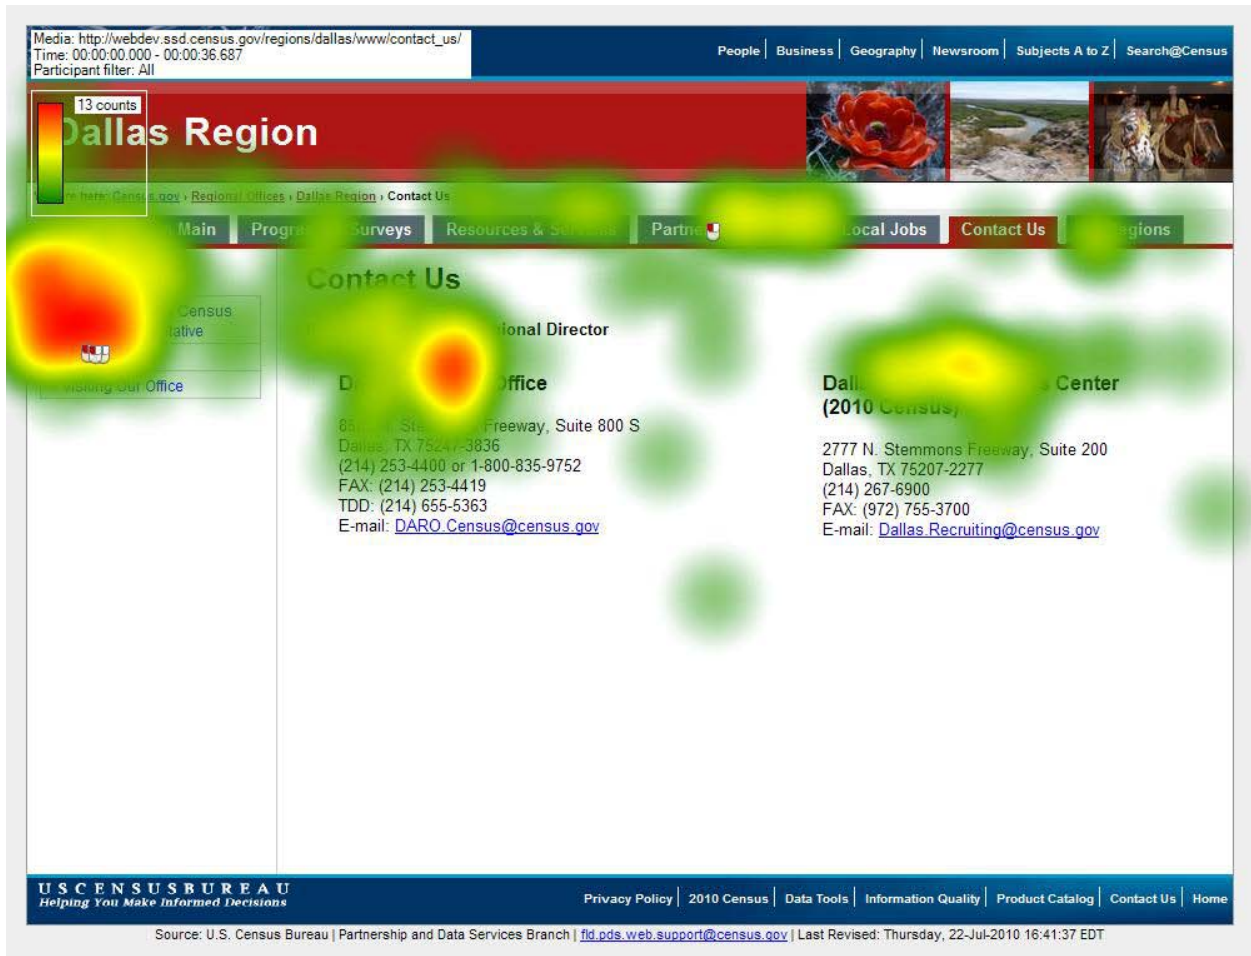 Media: http://webdev.ssd.census.gov/regions/dallas/www/contact_us/
Time: 00:00:00.000 - 00:00:36.687
Participant filter: All
People | Business | Geography | Newsroom | Subjects A to Z | Search@Census
13 counts
Dallas Region
here: Census.gov › Regional Offices › Dallas Region › Contact Us
Main Surveys Resources & Services Local Jobs Contact Us
Contact Us
Census
Director
Visiting Our Office
Office
Center
(2010 Census)
Freeway, Suite 800 S
Dallas, TX 75247-3836
(214) 253-4400 or 1-800-835-9752
FAX: (214) 253-4419
TDD: (214) 655-5363
E-mail: DARO.Census@census.gov
2777 N. Stemmons Freeway, Suite 200
Dallas, TX 75207-2277
(214) 267-6900
FAX: (972) 755-3700
E-mail: Dallas.Recruiting@census.gov
USCENSUSBUREAU
Helping You Make Informed Decisions
Privacy Policy | 2010 Census | Data Tools | Information Quality | Product Catalog | Contact Us | Home
Source: U.S. Census Bureau | Partnership and Data Services Branch | fld.pds.web.support@census.gov | Last Revised: Thursday, 22-Jul-2010 16:41:37 EDT